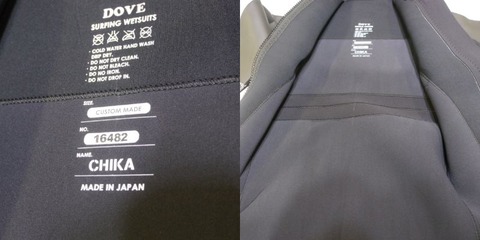 DOVE
SURFING WETSUITS
· COLD WATER HAND WASH
DRIP DRY.
· DO NOT DRY CLEAN.
· DO NOT BLEACH.
· DO NO IRON.
· DO NOT DROP IN.
SIZE.
CUSTOM MADE
NO.
16482
NAME.
CHIKA
MADE IN JAPAN